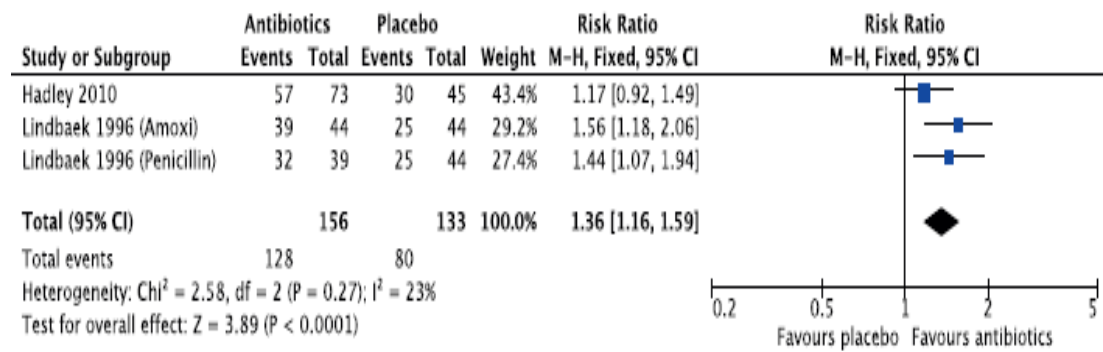 Antibiotics Placebo Risk Ratio Risk Ratio
Study or Subgroup Events Total Events Total Weight M-H, Fixed, 95% CI M-H, Fixed, 95% CI
Hadley 2010 57 73 30 45 43.4% 1.17 [0.92, 1.49]
Lindbaek 1996 (Amoxi) 39 44 25 44 29.2% 1.56 [1.18, 2.06]
Lindbaek 1996 (Penicillin) 32 39 25 44 27.4% 1.44 [1.07, 1.94]
Total (95% CI) 156 133 100.0% 1.36 [1.16, 1.59]
Total events 128 80
Heterogeneity: Chi² = 2.58, df = 2 (P = 0.27); I² = 23%
Test for overall effect: Z = 3.89 (P < 0.0001)
0.2 0.5 1 2 5
Favours placebo Favours antibiotics